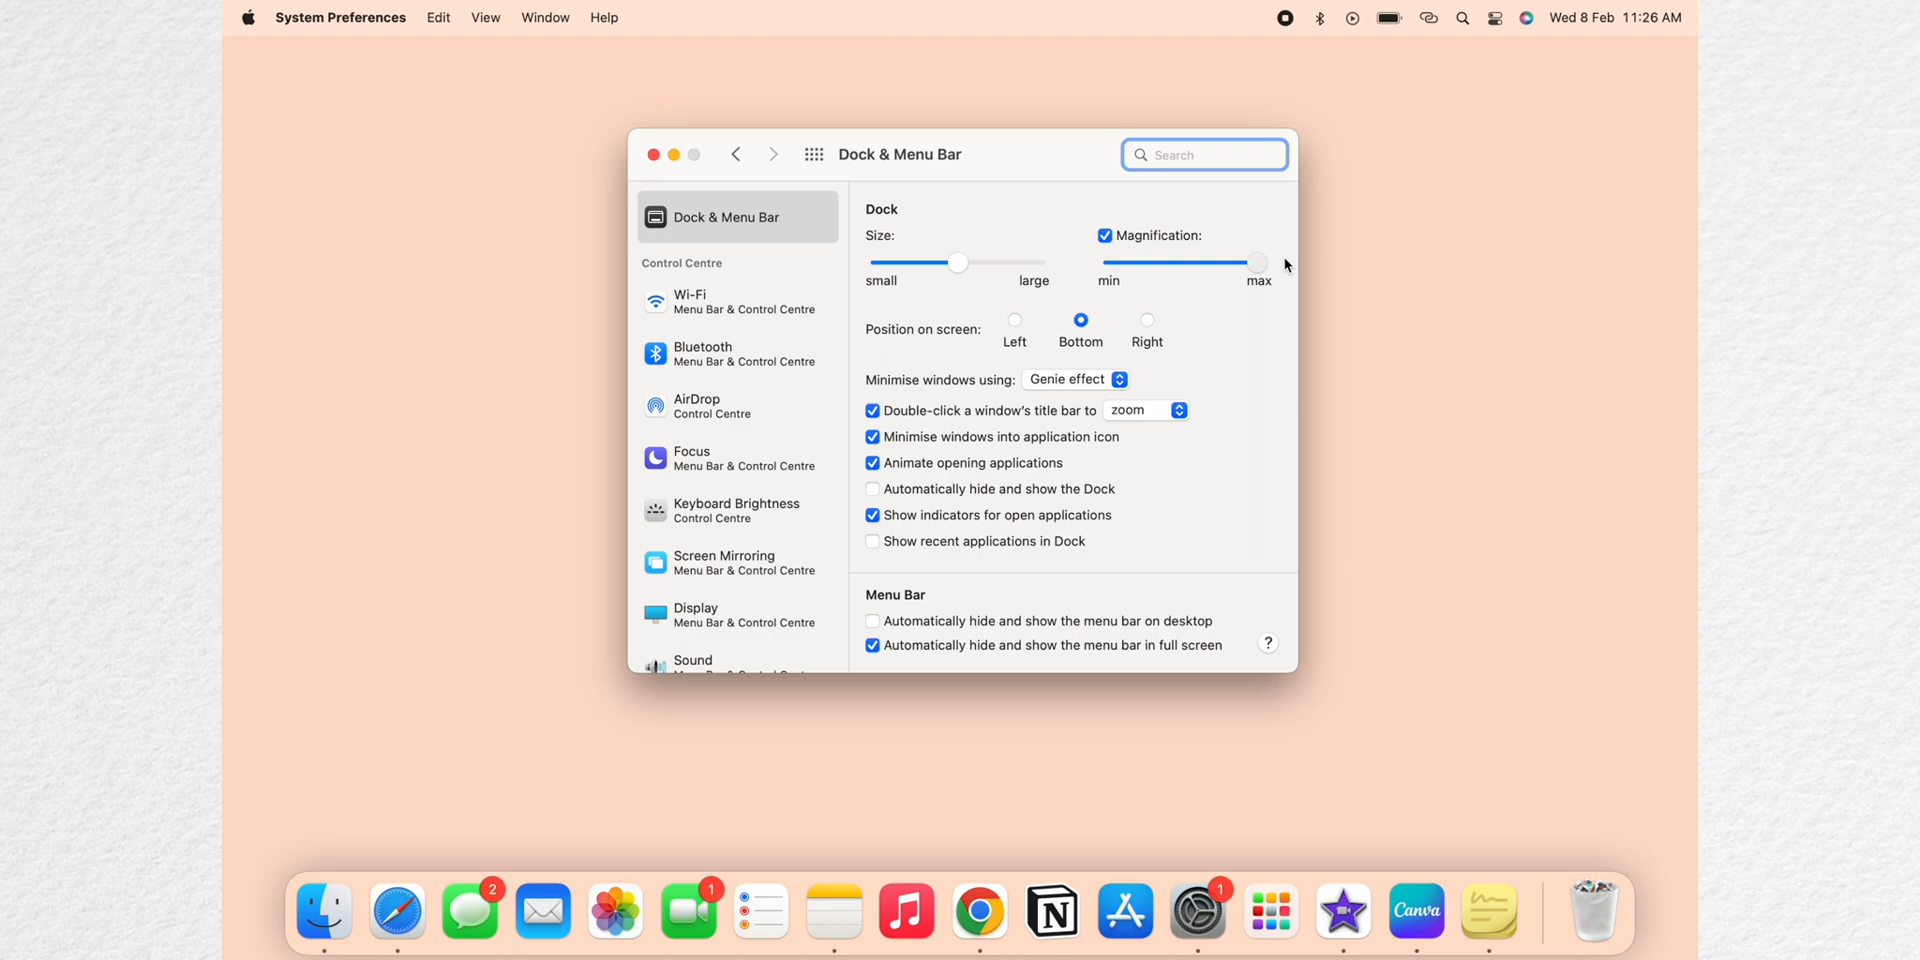 System Preferences Edit View Window Help Wed 8 Feb 11:26 AM
Dock & Menu Bar
Search
Dock & Menu Bar
Control Centre
Wi-Fi
Menu Bar & Control Centre
Bluetooth
Menu Bar & Control Centre
AirDrop
Control Centre
Focus
Menu Bar & Control Centre
Keyboard Brightness
Control Centre
Screen Mirroring
Menu Bar & Control Centre
Display
Menu Bar & Control Centre
Sound
Dock
Size: Magnification:
small large min max
Position on screen: Left Bottom Right
Minimise windows using: Genie effect
Double-click a window's title bar to zoom
Minimise windows into application icon
Animate opening applications
Automatically hide and show the Dock
Show indicators for open applications
Show recent applications in Dock
Menu Bar
Automatically hide and show the menu bar on desktop
Automatically hide and show the menu bar in full screen
?
2 1 1
N
Canva